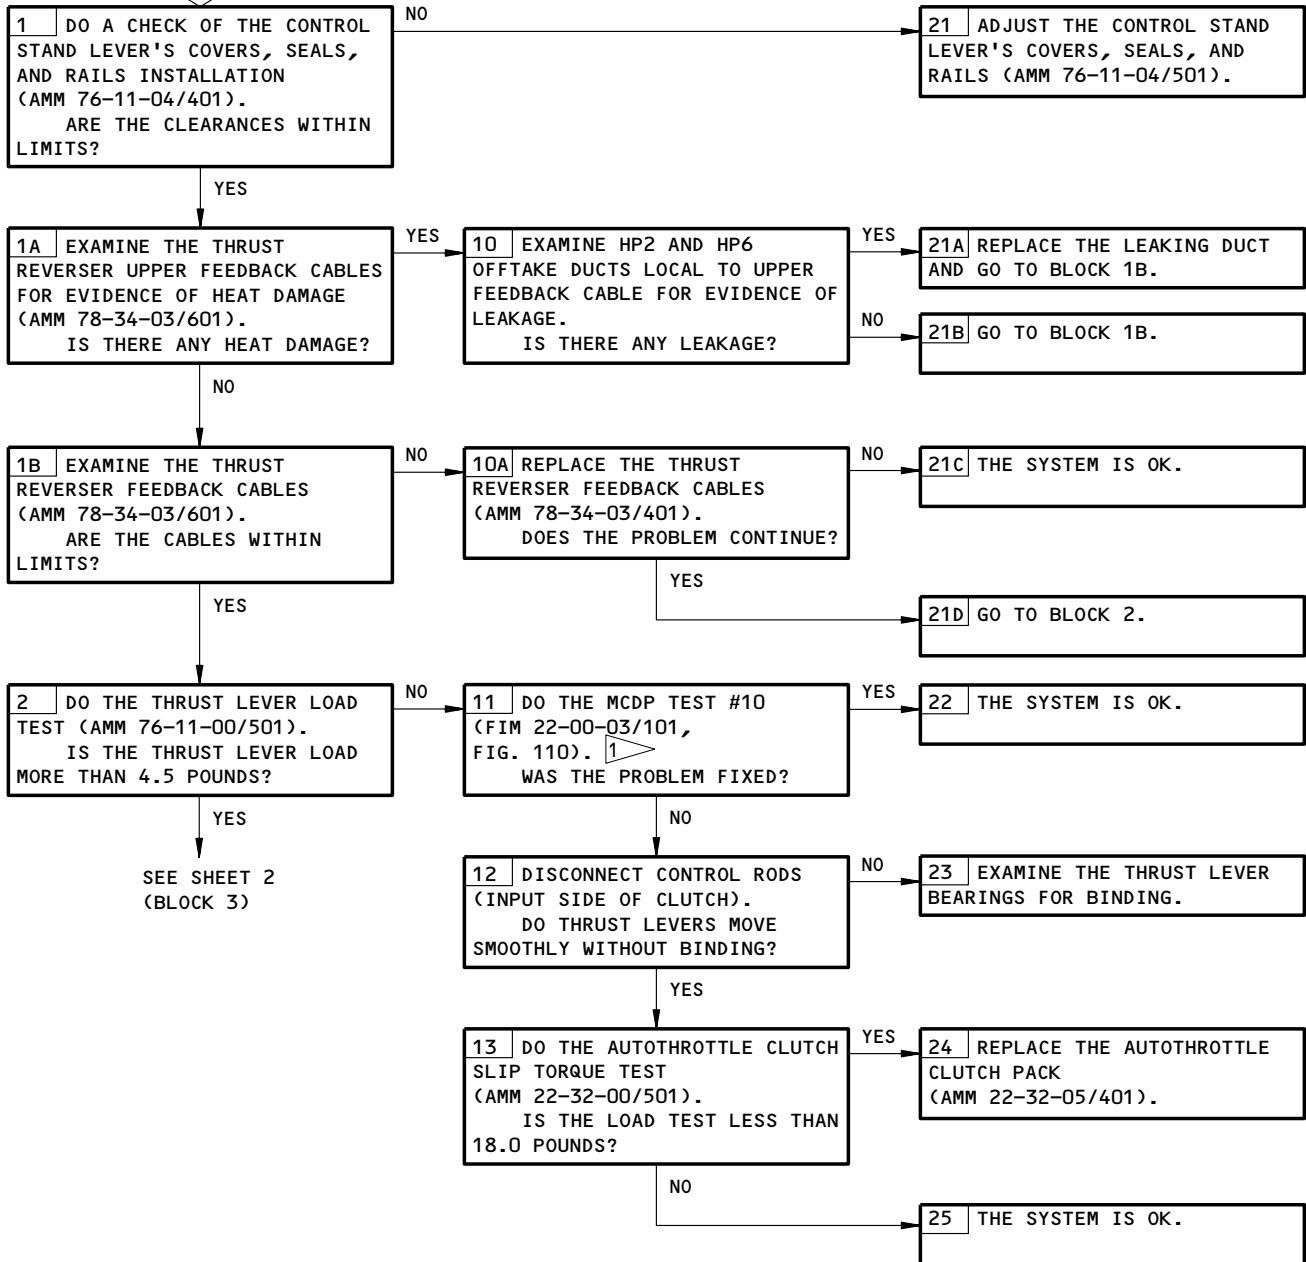 NO
1 DO A CHECK OF THE CONTROL
STAND LEVER'S COVERS, SEALS,
AND RAILS INSTALLATION
(AMM 76-11-04/401).
ARE THE CLEARANCES WITHIN
LIMITS?
21 ADJUST THE CONTROL STAND
LEVER'S COVERS, SEALS, AND
RAILS (AMM 76-11-04/501).
YES
1A EXAMINE THE THRUST
REVERSER UPPER FEEDBACK CABLES
FOR EVIDENCE OF HEAT DAMAGE
(AMM 78-34-03/601).
IS THERE ANY HEAT DAMAGE?
YES
10 EXAMINE HP2 AND HP6
OFFTAKE DUCTS LOCAL TO UPPER
FEEDBACK CABLE FOR EVIDENCE OF
LEAKAGE.
IS THERE ANY LEAKAGE?
YES
21A REPLACE THE LEAKING DUCT
AND GO TO BLOCK 1B.
NO
21B GO TO BLOCK 1B.
NO
1B EXAMINE THE THRUST
REVERSER FEEDBACK CABLES
(AMM 78-34-03/601).
ARE THE CABLES WITHIN
LIMITS?
NO
10A REPLACE THE THRUST
REVERSER FEEDBACK CABLES
(AMM 78-34-03/401).
DOES THE PROBLEM CONTINUE?
NO
21C THE SYSTEM IS OK.
YES
21D GO TO BLOCK 2.
YES
2 DO THE THRUST LEVER LOAD
TEST (AMM 76-11-00/501).
IS THE THRUST LEVER LOAD
MORE THAN 4.5 POUNDS?
NO
11 DO THE MCDP TEST #10
(FIM 22-00-03/101,
FIG. 110). 1
WAS THE PROBLEM FIXED?
YES
22 THE SYSTEM IS OK.
YES
SEE SHEET 2
(BLOCK 3)
NO
12 DISCONNECT CONTROL RODS
(INPUT SIDE OF CLUTCH).
DO THRUST LEVERS MOVE
SMOOTHLY WITHOUT BINDING?
NO
23 EXAMINE THE THRUST LEVER
BEARINGS FOR BINDING.
YES
13 DO THE AUTOTHROTTLE CLUTCH
SLIP TORQUE TEST
(AMM 22-32-00/501).
IS THE LOAD TEST LESS THAN
18.0 POUNDS?
YES
24 REPLACE THE AUTOTHROTTLE
CLUTCH PACK
(AMM 22-32-05/401).
NO
25 THE SYSTEM IS OK.